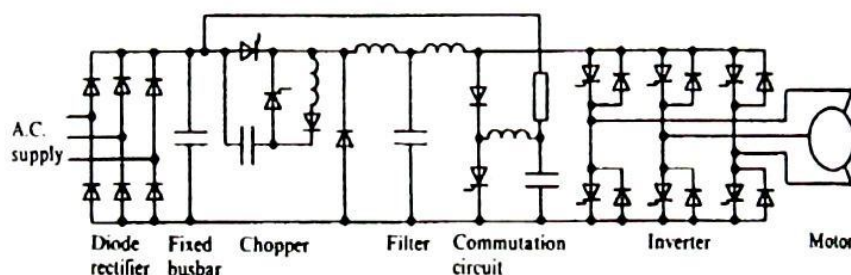 A.C.
supply
Diode Fixed Chopper Filter Commutation Inverter Motor
rectifier busbar circuit